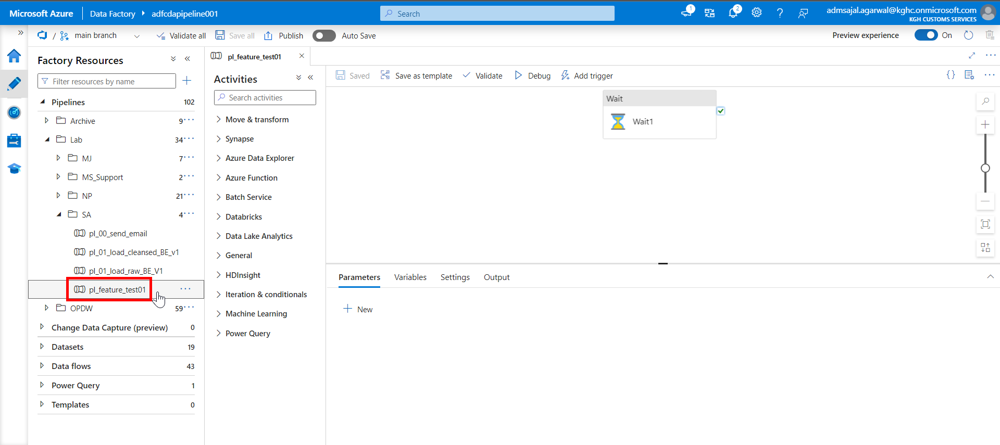 Microsoft Azure
Data Factory
adfcdapipeline001
Search
1
2
admsajal.agarwal@kghc.onmicrosoft.com
KGH CUSTOMS SERVICES
/ main branch
Validate all
Save all
Publish
Auto Save
Preview experience
On
Factory Resources
Filter resources by name
Pipelines 102
Archive 9
Lab 34
MJ 7
MS_Support 2
NP 21
SA 4
pl_00_send_email
pl_01_load_cleansed_BE_v1
pl_01_load_raw_BE_V1
pl_feature_test01
OPDW 59
Change Data Capture (preview) 0
Datasets 19
Data flows 43
Power Query 1
Templates 0
pl_feature_test01
Activities
Search activities
Move & transform
Synapse
Azure Data Explorer
Azure Function
Batch Service
Databricks
Data Lake Analytics
General
HDInsight
Iteration & conditionals
Machine Learning
Power Query
Saved
Save as template
Validate
Debug
Add trigger
{}
Wait
Wait1
Parameters
Variables
Settings
Output
New